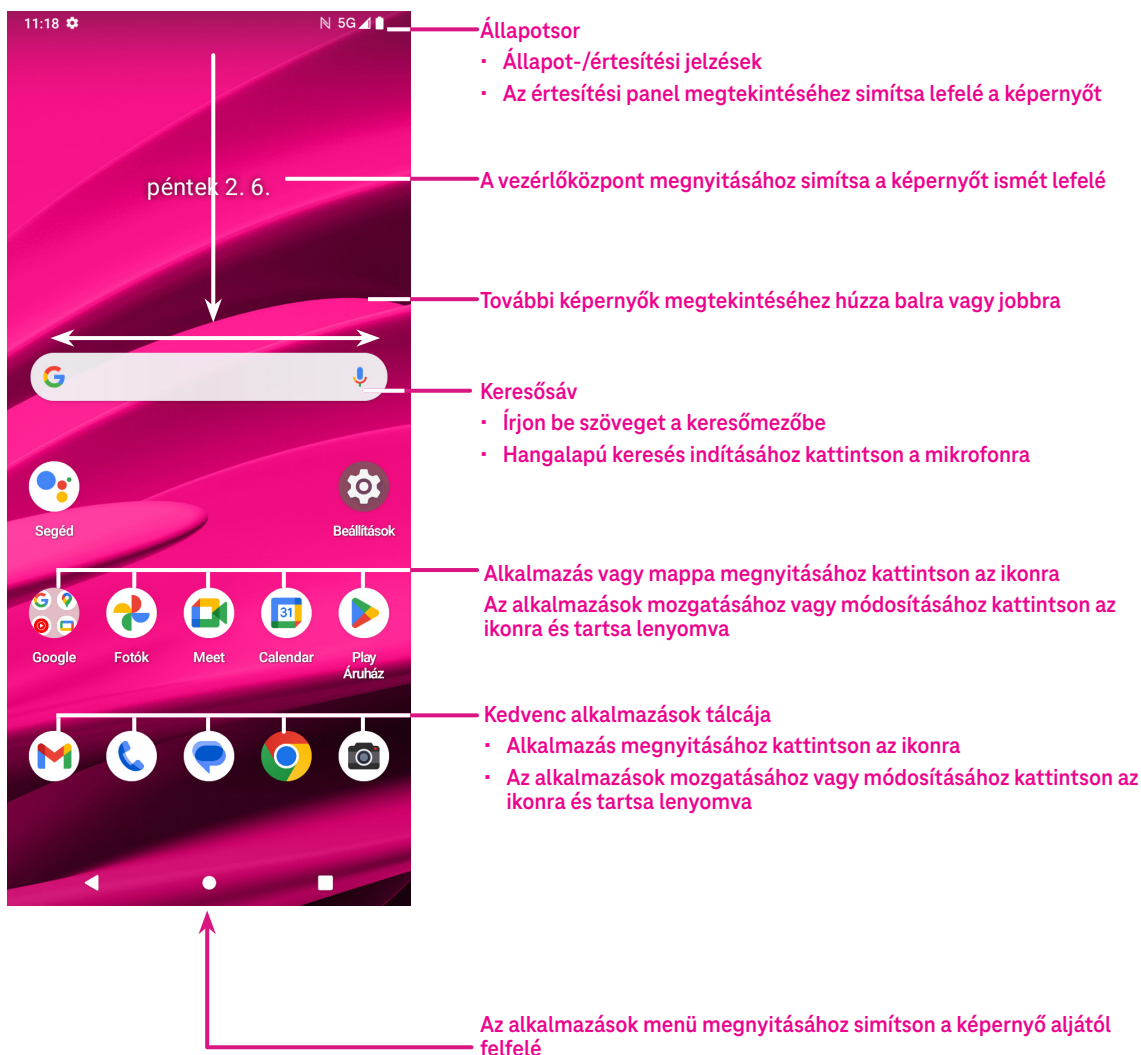 11:18
5G
Állapotsor
· Állapot-/értesítési jelzések
· Az értesítési panel megtekintéséhez simítsa lefelé a képernyőt
péntek 2. 6.
A vezérlőközpont megnyitásához simítsa a képernyőt ismét lefelé
További képernyők megtekintéséhez húzza balra vagy jobbra
Keresősáv
· Írjon be szöveget a keresőmezőbe
· Hangalapú keresés indításához kattintson a mikrofonra
Segéd
Beállítások
Alkalmazás vagy mappa megnyitásához kattintson az ikonra
Az alkalmazások mozgatásához vagy módosításához kattintson az
ikonra és tartsa lenyomva
31
Google
Fotók
Meet
Calendar
Play
Áruház
Kedvenc alkalmazások tálcája
· Alkalmazás megnyitásához kattintson az ikonra
· Az alkalmazások mozgatásához vagy módosításához kattintson az
ikonra és tartsa lenyomva
Az alkalmazások menü megnyitásához simítson a képernyő aljától
felfelé